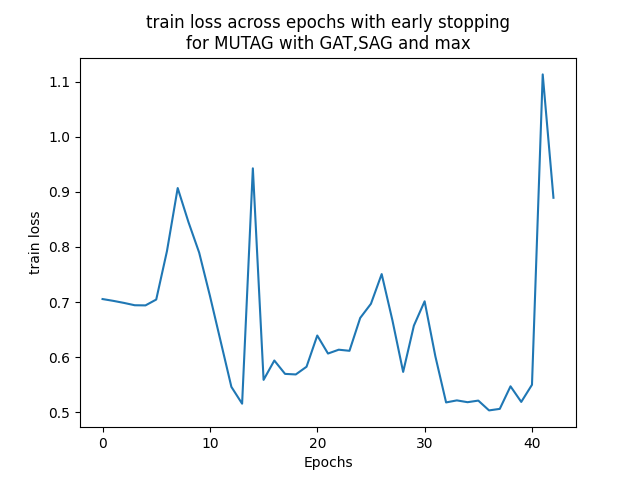 train loss across epochs with early stopping
for MUTAG with GAT,SAG and max
1.1
1.0
0.9
0.8
0.7
0.6
0.5
train loss
0 10 20 30 40
Epochs